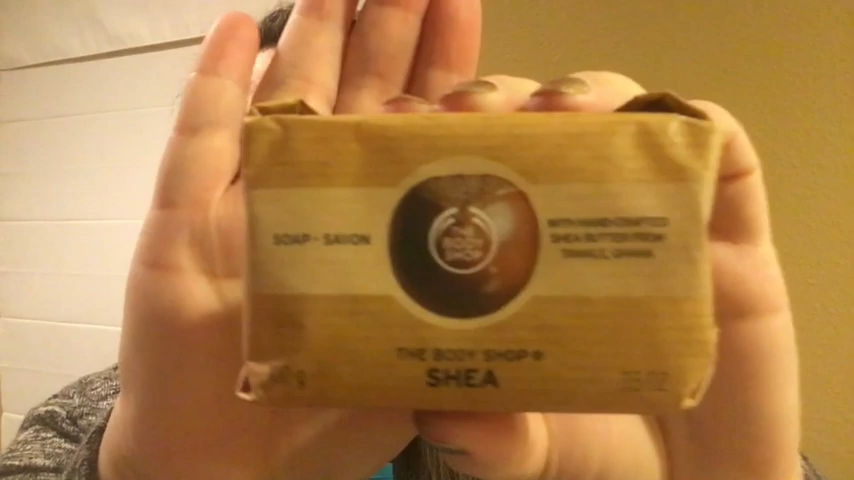 SOAP - SAVON
THE BODY SHOP
WITH HAND-CRAFTED
SHEA BUTTER FROM
THE BODY SHOP®
SHEA